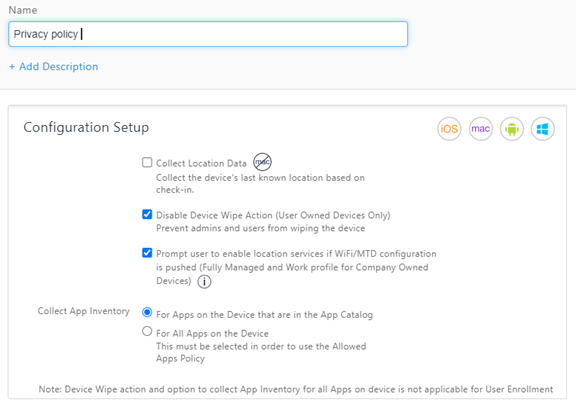 Name
Privacy policy
+ Add Description
Configuration Setup
iOS
mac
Collect Location Data
mac
Collect the device's last known location based on
check-in.
Disable Device Wipe Action (User Owned Devices Only)
Prevent admins and users from wiping the device
Prompt user to enable location services if WiFi/MTD configuration
is pushed (Fully Managed and Work profile for Company Owned
Devices) i
Collect App Inventory
For Apps on the Device that are in the App Catalog
For All Apps on the Device
This must be selected in order to use the Allowed
Apps Policy
Note: Device Wipe action and option to collect App Inventory for all Apps on device is not applicable for User Enrollment